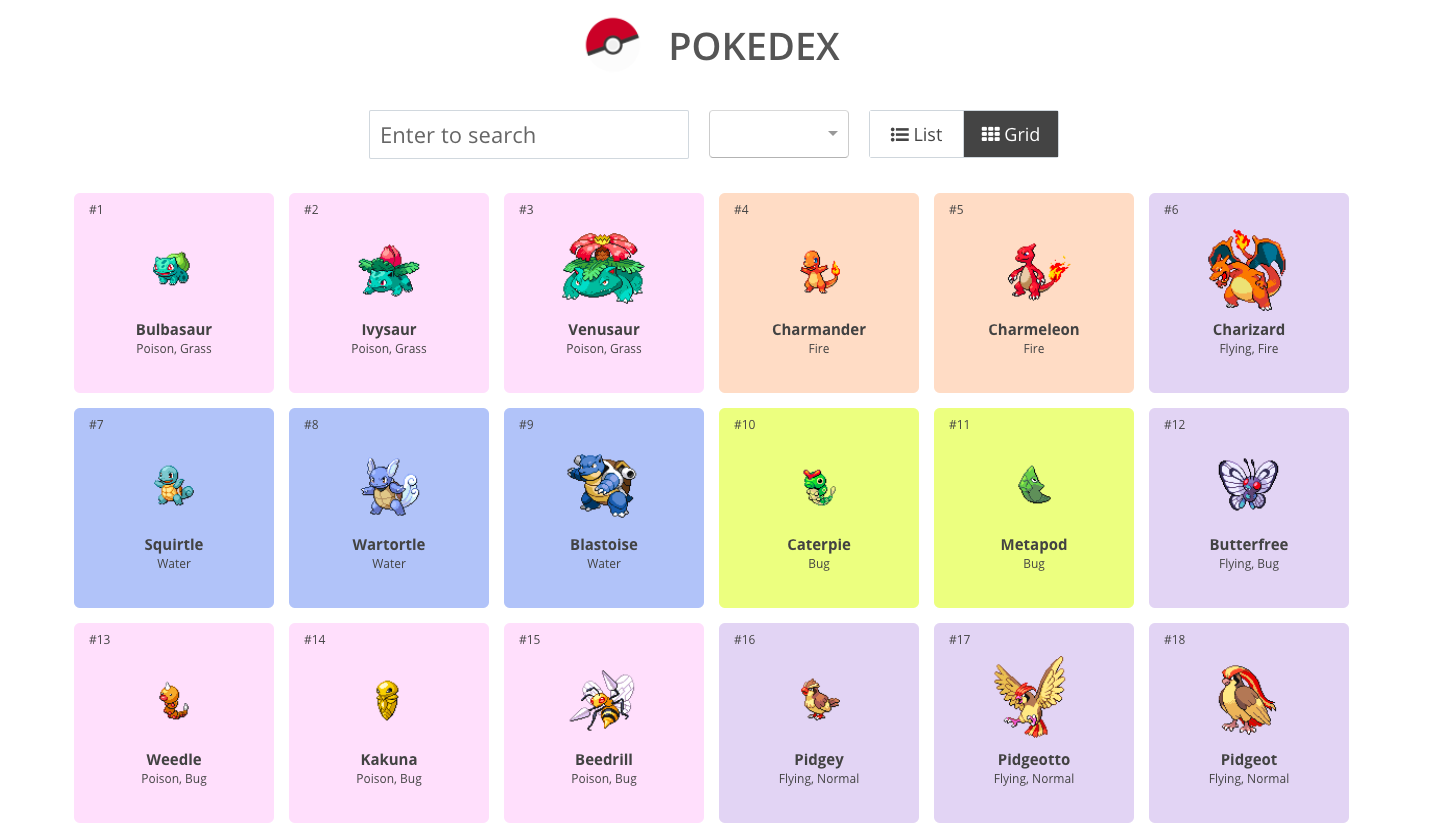 POKEDEX
Enter to search
List
Grid
#1
Bulbasaur
Poison, Grass
#2
Ivysaur
Poison, Grass
#3
Venusaur
Poison, Grass
#4
Charmander
Fire
#5
Charmeleon
Fire
#6
Charizard
Flying, Fire
#7
Squirtle
Water
#8
Wartortle
Water
#9
Blastoise
Water
#10
Caterpie
Bug
#11
Metapod
Bug
#12
Butterfree
Flying, Bug
#13
Weedle
Poison, Bug
#14
Kakuna
Poison, Bug
#15
Beedrill
Poison, Bug
#16
Pidgey
Flying, Normal
#17
Pidgeotto
Flying, Normal
#18
Pidgeot
Flying, Normal